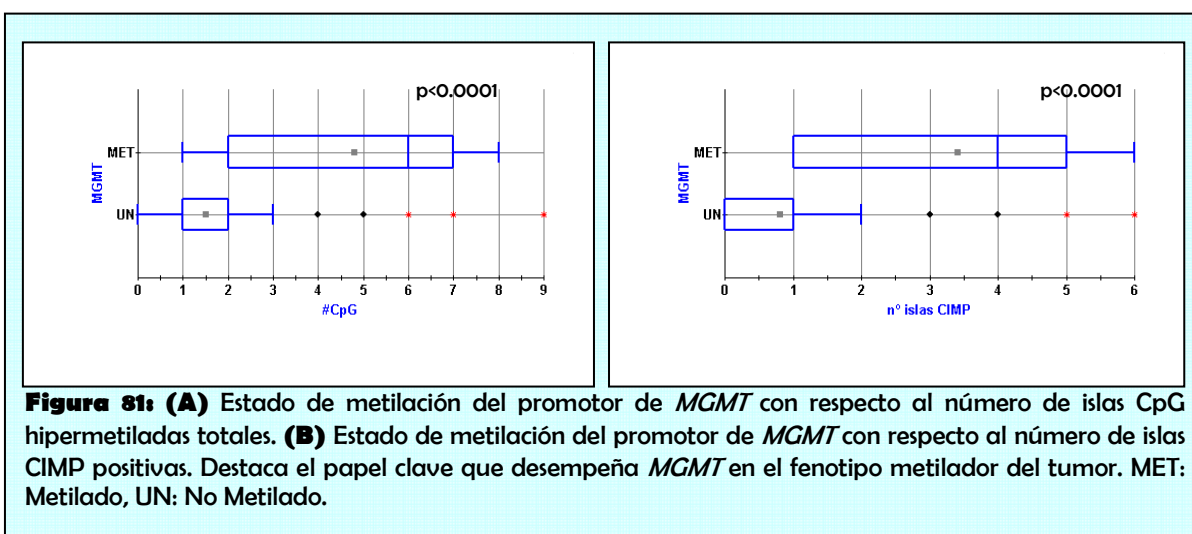 p<0.0001
MET
UN
MGMT
0 1 2 3 4 5 6 7 8 9
#CpG
p<0.0001
MET
UN
MGMT
0 1 2 3 4 5 6
nº islas CIMP
Figura 81: (A) Estado de metilación del promotor de MGMT con respecto al número de islas CpG
hipermetiladas totales. (B) Estado de metilación del promotor de MGMT con respecto al número de islas
CIMP positivas. Destaca el papel clave que desempeña MGMT en el fenotipo metilador del tumor. MET:
Metilado, UN: No Metilado.